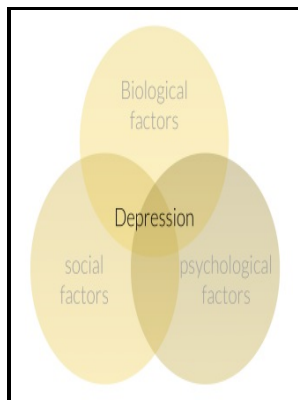 Biological
factors
Depression
social
factors
psychological
factors